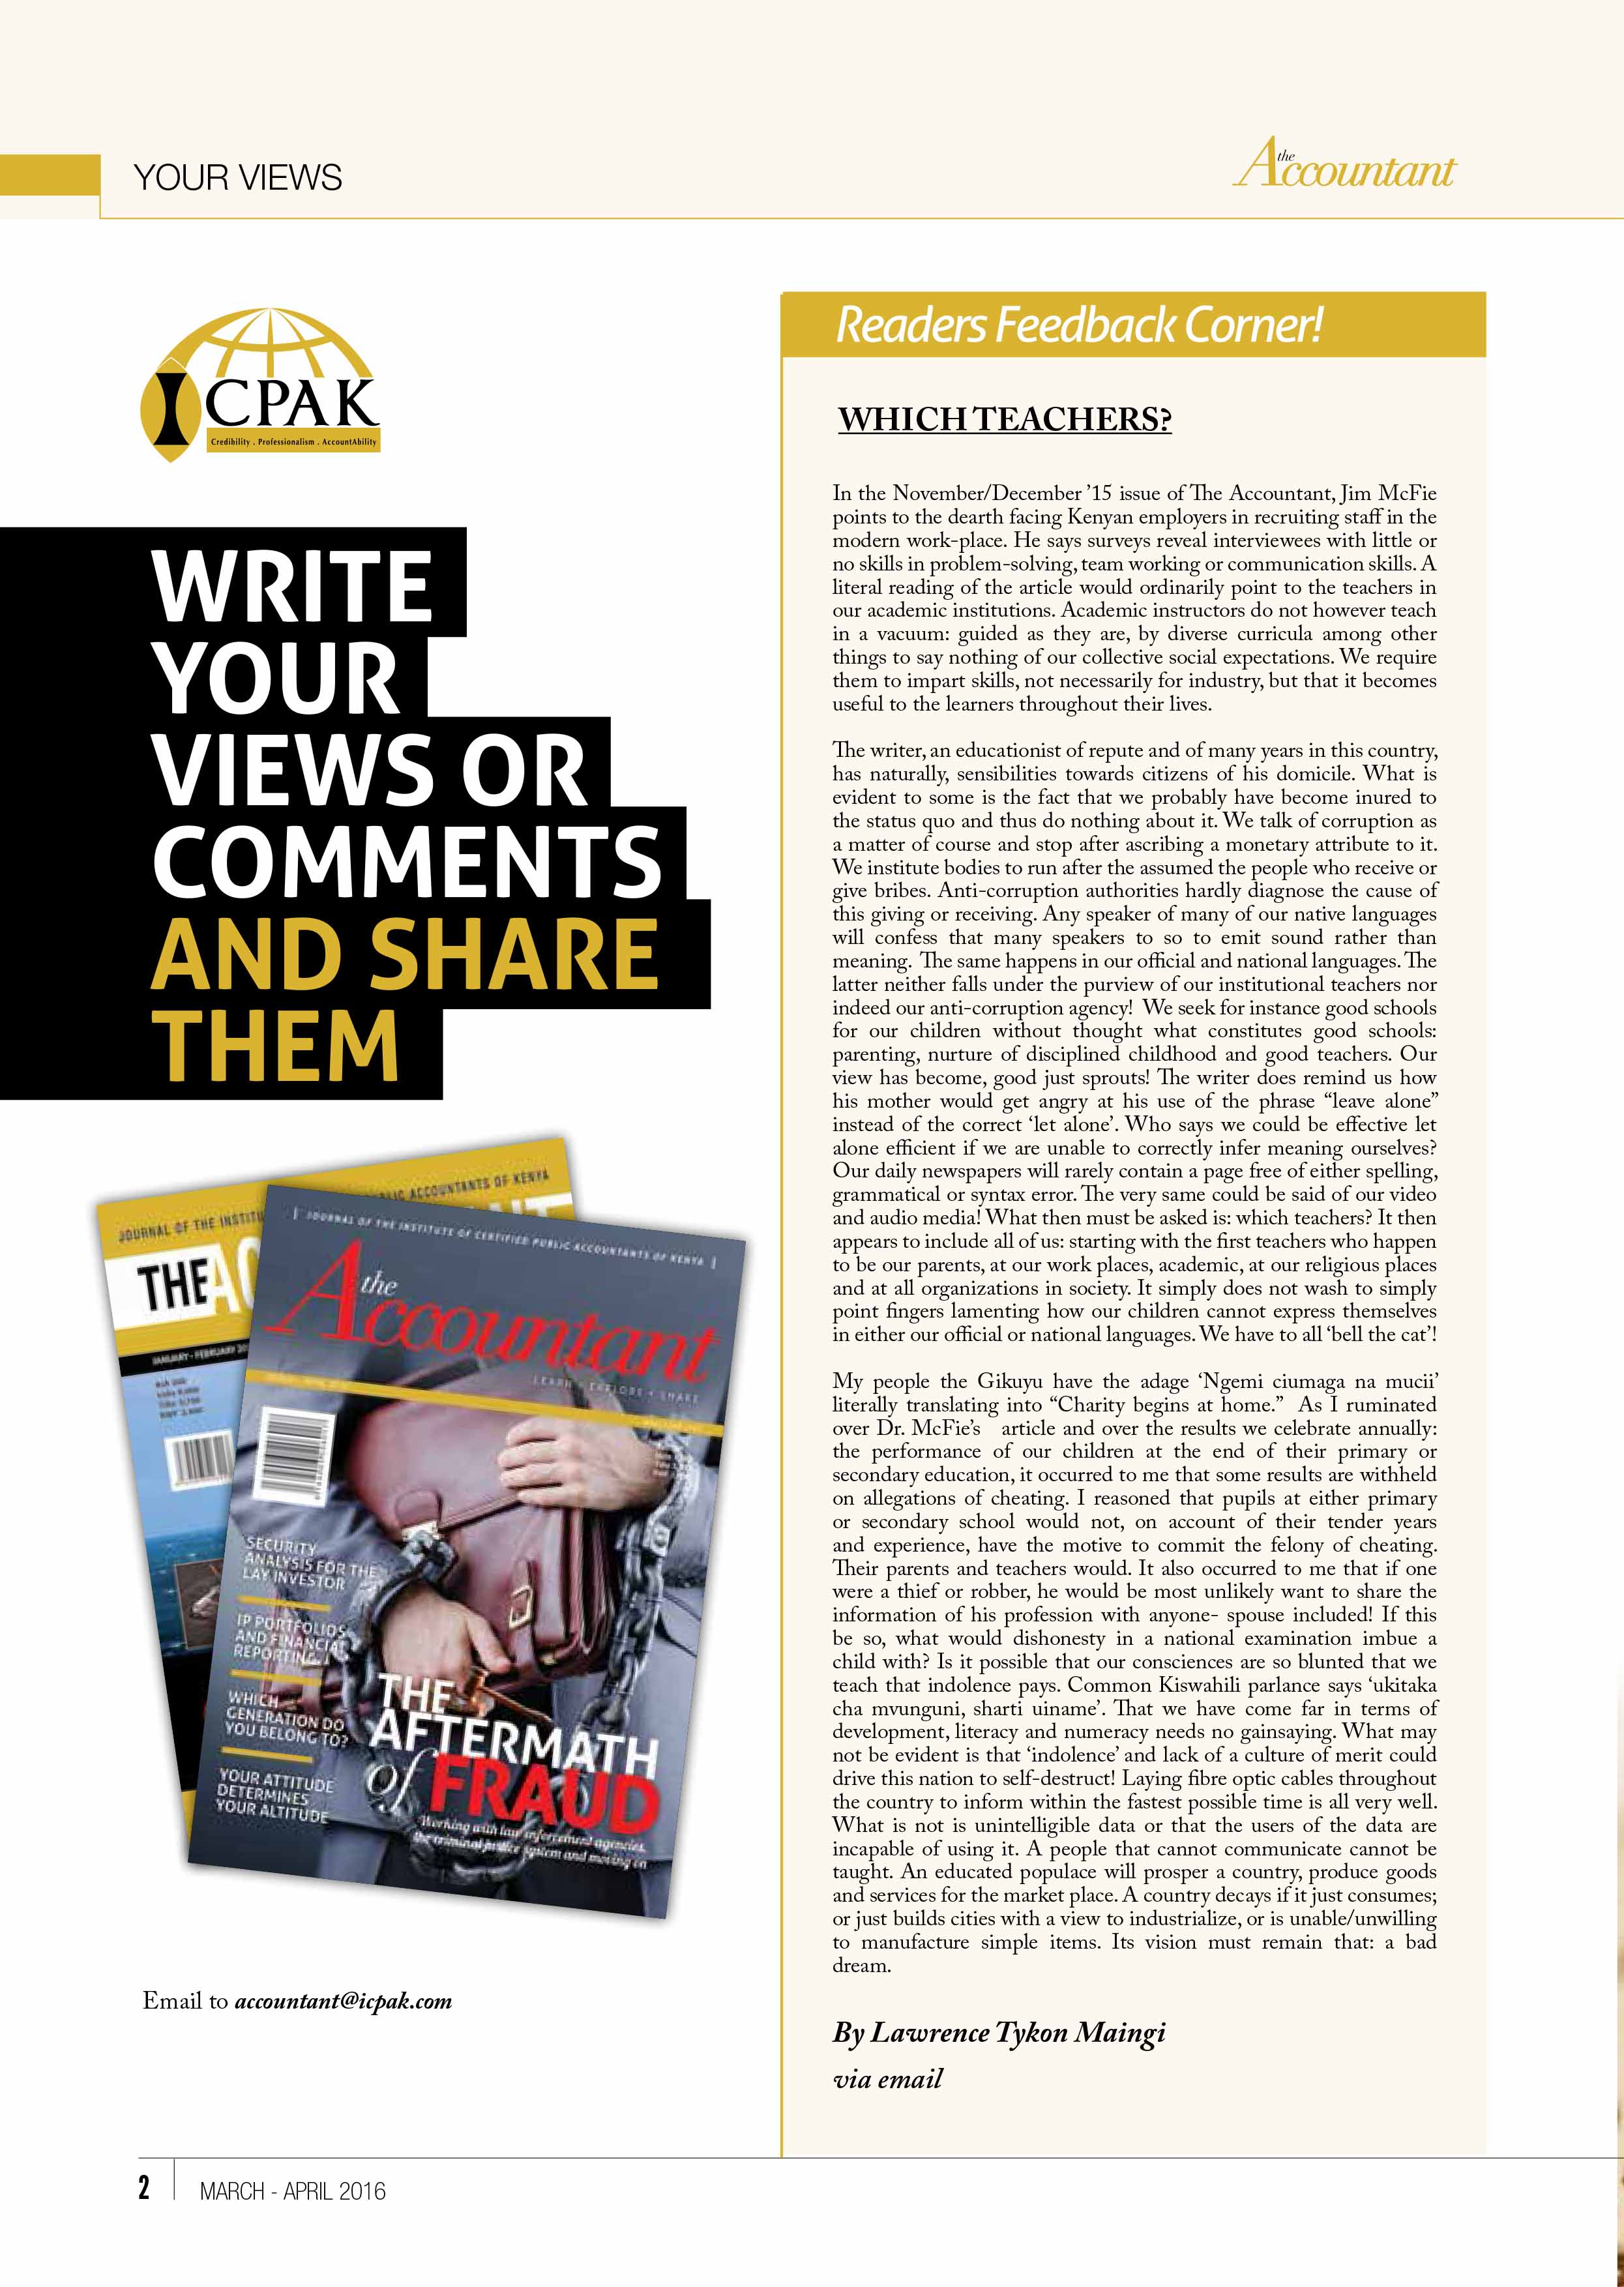 YOUR VIEWS
the Accountant
ICPAK
Credibility . Professionalism . AccountAbility
WRITE
YOUR
VIEWS OR
COMMENTS
AND SHARE
THEM
JOURNAL OF THE INSTITU
LIC ACCOUNTANTS OF KENYA
THE AC
JANUARY - FEBRUARY
| JOURNAL OF THE INSTITUTE OF CERTIFIED PUBLIC ACCOUNTANTS OF KENYA |
the Accountant
LEARN • EXPLORE • SHARE
SECURITY
ANALYSIS FOR THE
LAY INVESTOR
IP PORTFOLIOS
AND FINANCIAL
REPORTING
WHICH
GENERATION DO
YOU BELONG TO?
YOUR ATTITUDE
DETERMINES
YOUR ALTITUDE
THE
AFTERMATH
of FRAUD
Working with law enforcement agencies,
the criminal justice system and moving on
Email to accountant@icpak.com
Readers Feedback Corner!
WHICH TEACHERS?
In the November/December ’15 issue of The Accountant, Jim McFie
points to the dearth facing Kenyan employers in recruiting staff in the
modern work-place. He says surveys reveal interviewees with little or
no skills in problem-solving, team working or communication skills. A
literal reading of the article would ordinarily point to the teachers in
our academic institutions. Academic instructors do not however teach
in a vacuum: guided as they are, by diverse curricula among other
things to say nothing of our collective social expectations. We require
them to impart skills, not necessarily for industry, but that it becomes
useful to the learners throughout their lives.
The writer, an educationist of repute and of many years in this country,
has naturally, sensibilities towards citizens of his domicile. What is
evident to some is the fact that we probably have become inured to
the status quo and thus do nothing about it. We talk of corruption as
a matter of course and stop after ascribing a monetary attribute to it.
We institute bodies to run after the assumed the people who receive or
give bribes. Anti-corruption authorities hardly diagnose the cause of
this giving or receiving. Any speaker of many of our native languages
will confess that many speakers to so to emit sound rather than
meaning. The same happens in our official and national languages. The
latter neither falls under the purview of our institutional teachers nor
indeed our anti-corruption agency! We seek for instance good schools
for our children without thought what constitutes good schools:
parenting, nurture of disciplined childhood and good teachers. Our
view has become, good just sprouts! The writer does remind us how
his mother would get angry at his use of the phrase “leave alone”
instead of the correct ‘let alone’. Who says we could be effective let
alone efficient if we are unable to correctly infer meaning ourselves?
Our daily newspapers will rarely contain a page free of either spelling,
grammatical or syntax error. The very same could be said of our video
and audio media! What then must be asked is: which teachers? It then
appears to include all of us: starting with the first teachers who happen
to be our parents, at our work places, academic, at our religious places
and at all organizations in society. It simply does not wash to simply
point fingers lamenting how our children cannot express themselves
in either our official or national languages. We have to all ‘bell the cat’!
My people the Gikuyu have the adage ‘Ngemi ciumaga na mucii’
literally translating into “Charity begins at home.” As I ruminated
over Dr. McFie’s article and over the results we celebrate annually:
the performance of our children at the end of their primary or
secondary education, it occurred to me that some results are withheld
on allegations of cheating. I reasoned that pupils at either primary
or secondary school would not, on account of their tender years
and experience, have the motive to commit the felony of cheating.
Their parents and teachers would. It also occurred to me that if one
were a thief or robber, he would be most unlikely want to share the
information of his profession with anyone- spouse included! If this
be so, what would dishonesty in a national examination imbue a
child with? Is it possible that our consciences are so blunted that we
teach that indolence pays. Common Kiswahili parlance says ‘ukitaka
cha mvunguni, sharti uiname’. That we have come far in terms of
development, literacy and numeracy needs no gainsaying. What may
not be evident is that ‘indolence’ and lack of a culture of merit could
drive this nation to self-destruct! Laying fibre optic cables throughout
the country to inform within the fastest possible time is all very well.
What is not is unintelligible data or that the users of the data are
incapable of using it. A people that cannot communicate cannot be
taught. An educated populace will prosper a country, produce goods
and services for the market place. A country decays if it just consumes;
or just builds cities with a view to industrialize, or is unable/unwilling
to manufacture simple items. Its vision must remain that: a bad
dream.
By Lawrence Tykon Maingi
via email
2
MARCH - APRIL 2016